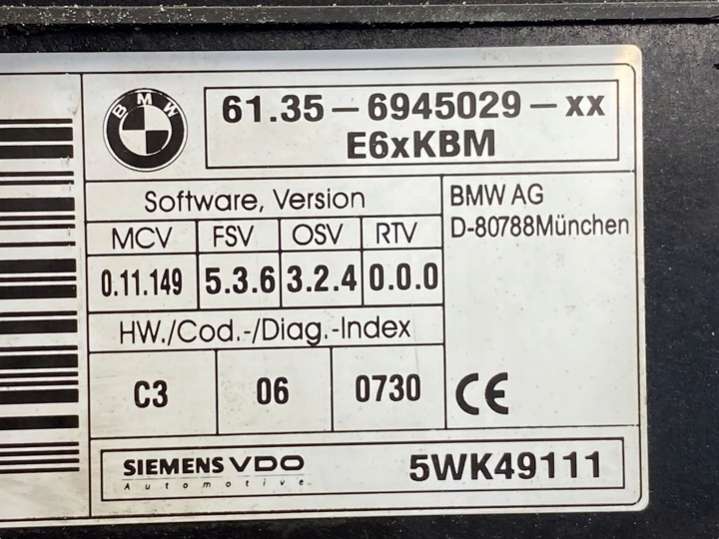 BMW
61.35 - 6945029 - xx
E6xKBM
Software, Version
MCV FSV OSV RTV
0.11.149 5.3.6 3.2.4 0.0.0
BMW AG
D-80788München
HW./Cod.-/Diag.-Index
C3 06 0730
CE
SIEMENS VDO
Automotive
5WK49111